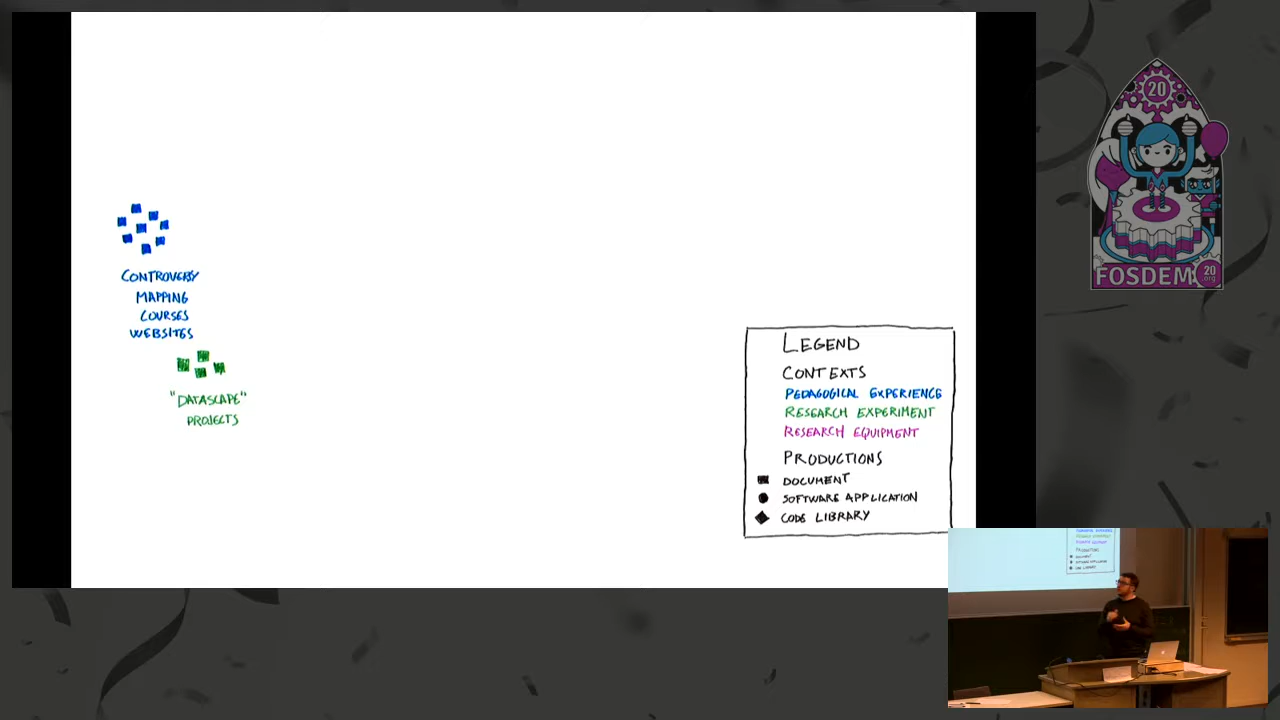 20
CONTROVERSY
MAPPING
COURSES
WEBSITES
"DATASCAPE"
PROJECTS
LEGEND
CONTEXTS
PEDAGOGICAL EXPERIENCE
RESEARCH EXPERIMENT
RESEARCH EQUIPMENT
PRODUCTIONS
DOCUMENT
SOFTWARE APPLICATION
CODE LIBRARY
FOSDEM 20
.org